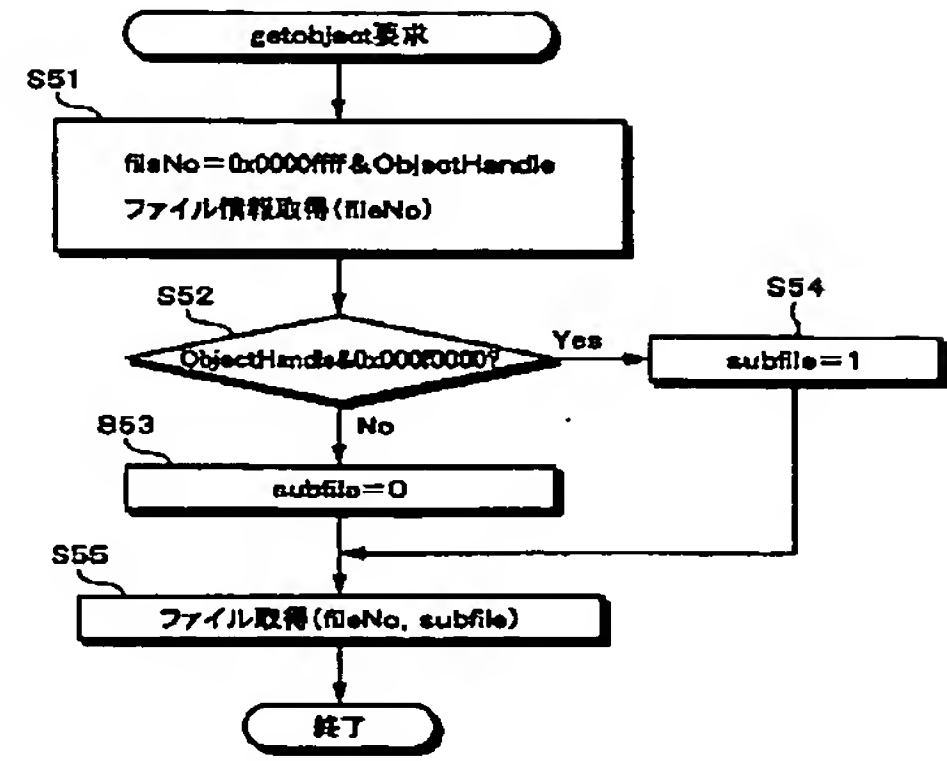 getobject要求
S51
fileNo=0x0000ffff&ObjectHandle
ファイル情報取得(fileNo)
S52
ObjectHandle&0x000f0000?
Yes
S54
subfile=1
No
S53
subfile=0
S55
ファイル取得(fileNo, subfile)
終了